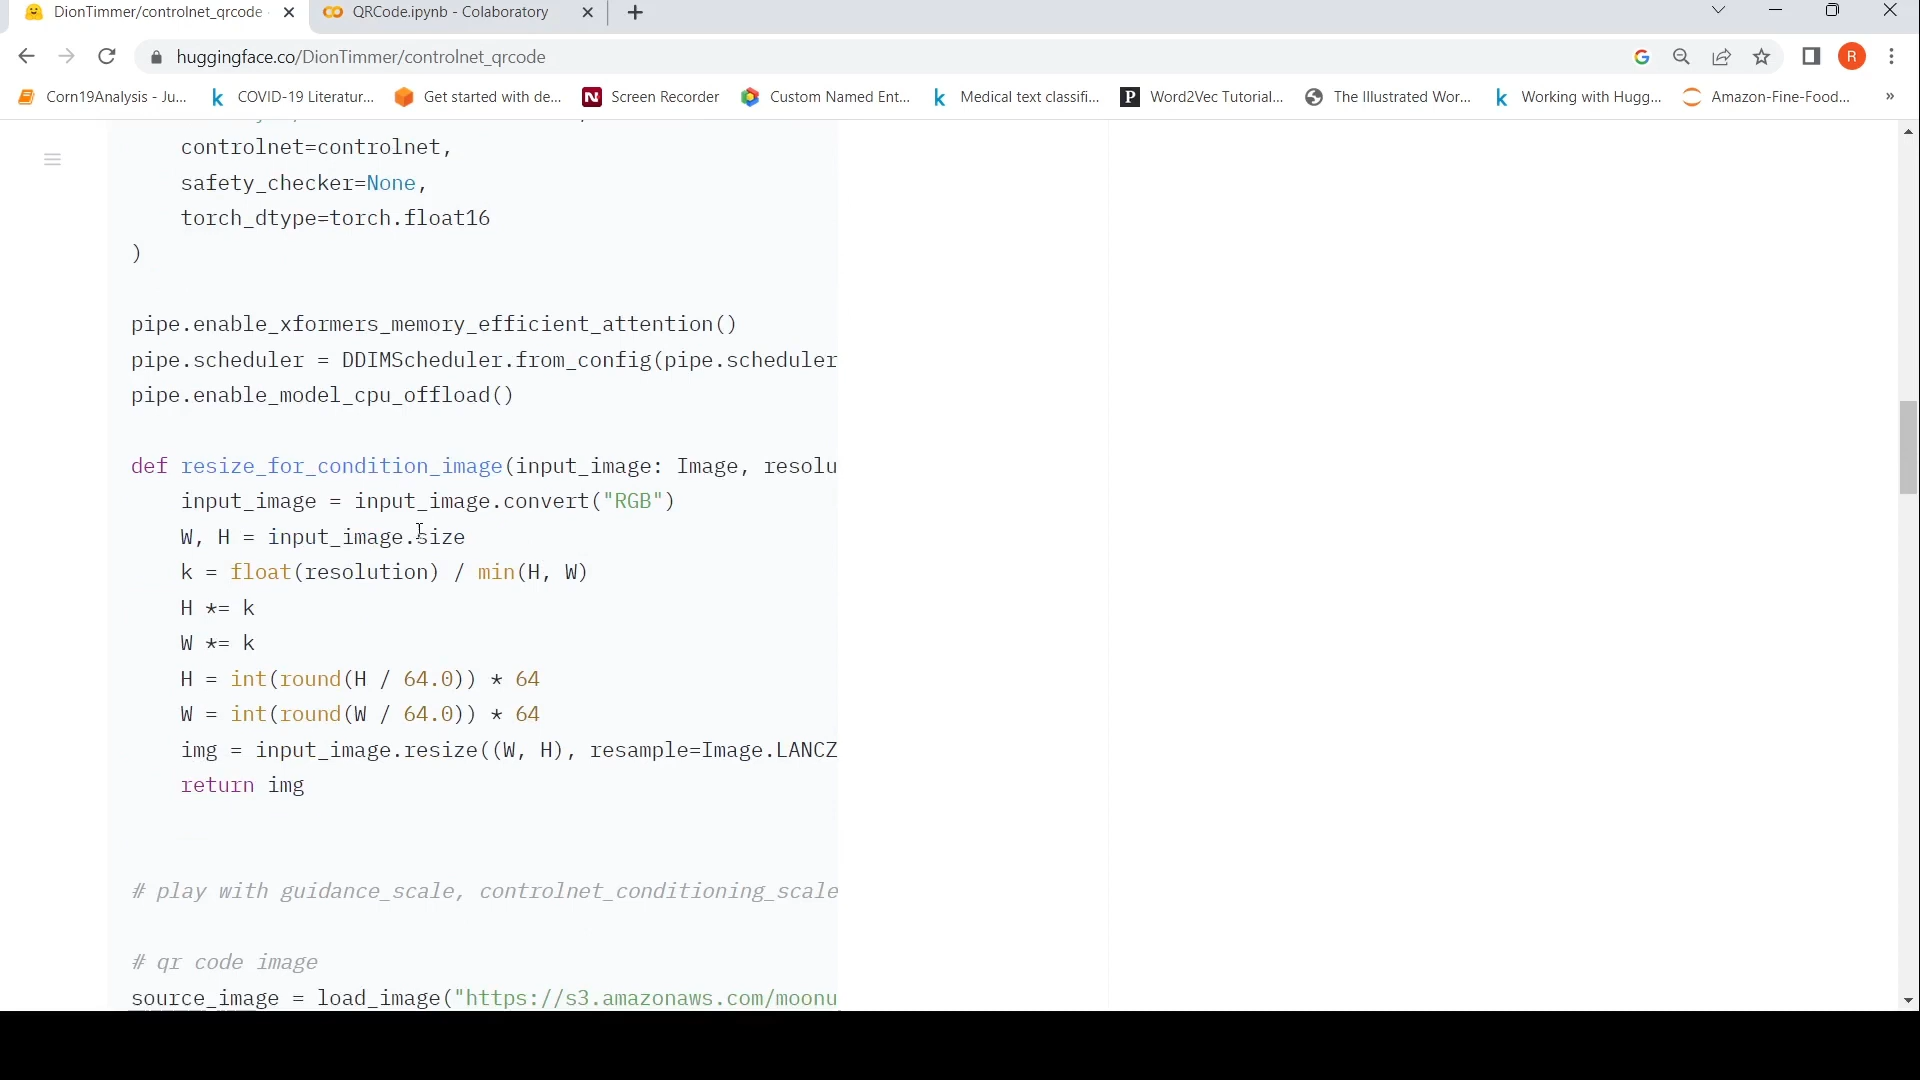 DionTimmer/controlnet_qrcode
QRCode.ipynb - Colaboratory
huggingface.co/DionTimmer/controlnet_qrcode
R
Corn19Analysis - Ju...
COVID-19 Literatur...
Get started with de...
Screen Recorder
Custom Named Ent...
Medical text classifi...
Word2Vec Tutorial...
The Illustrated Wor...
Working with Hugg...
Amazon-Fine-Food...
»
controlnet=controlnet,
safety_checker=None,
torch_dtype=torch.float16
)
pipe.enable_xformers_memory_efficient_attention()
pipe.scheduler = DDIMScheduler.from_config(pipe.scheduler
pipe.enable_model_cpu_offload()
def resize_for_condition_image(input_image: Image, resolu
input_image = input_image.convert("RGB")
W, H = input_image.size
k = float(resolution) / min(H, W)
H *= k
W *= k
H = int(round(H / 64.0)) * 64
W = int(round(W / 64.0)) * 64
img = input_image.resize((W, H), resample=Image.LANCZ
return img
# play with guidance_scale, controlnet_conditioning_scale
# qr code image
source_image = load_image("https://s3.amazonaws.com/moonu